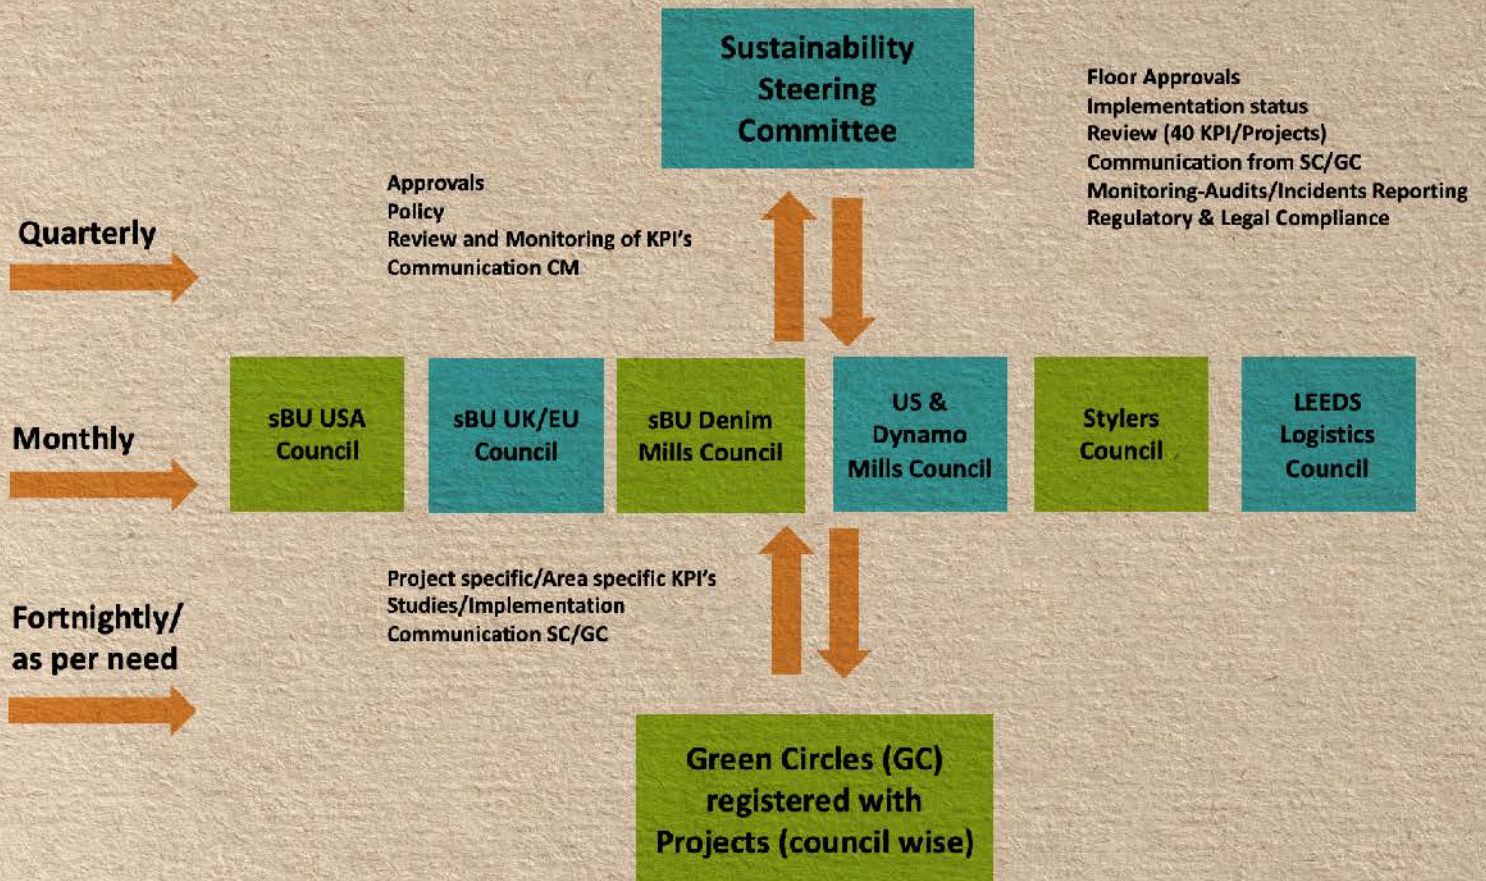 Sustainability
Steering
Committee
Floor Approvals
Implementation status
Review (40 KPI/Projects)
Communication from SC/GC
Monitoring-Audits/Incidents Reporting
Regulatory & Legal Compliance
Approvals
Policy
Review and Monitoring of KPI's
Communication CM
Quarterly
Monthly
sBU USA
Council
sBU UK/EU
Council
sBU Denim
Mills Council
US &
Dynamo
Mills Council
Stylers
Council
LEEDS
Logistics
Council
Project specific/Area specific KPI's
Studies/Implementation
Communication SC/GC
Fortnightly/
as per need
Green Circles (GC)
registered with
Projects (council wise)